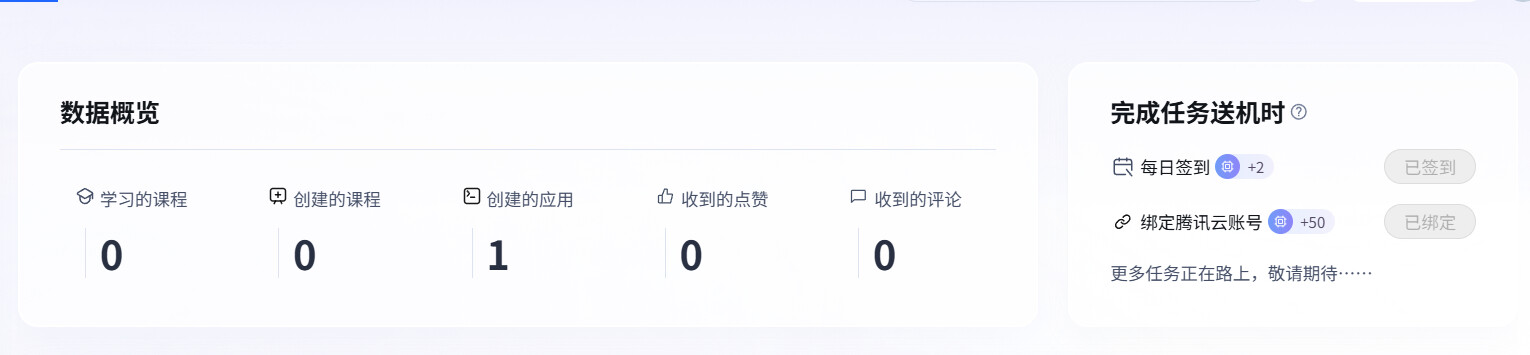 数据概览
学习的课程
0
创建的课程
0
创建的应用
1
收到的点赞
0
收到的评论
0
完成任务送机时
每日签到 +2 已签到
绑定腾讯云账号 +50 已绑定
更多任务正在路上，敬请期待……